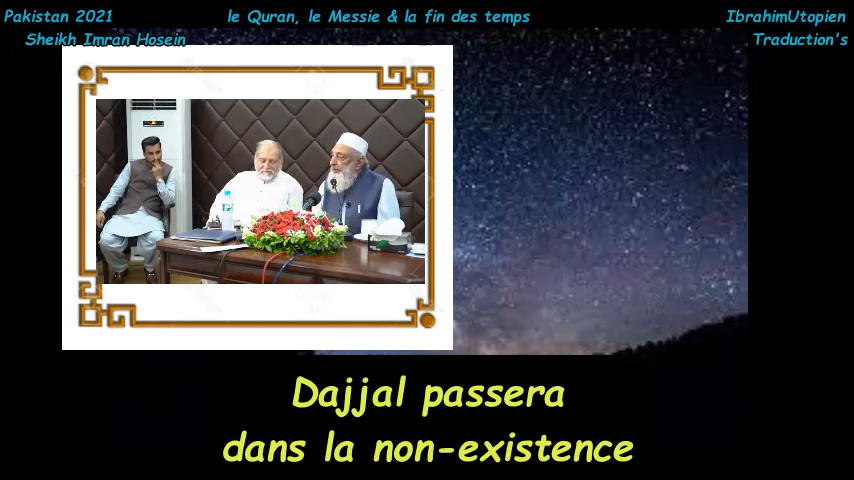 Pakistan 2021 le Quran, le Messie & la fin des temps IbrahimUtopien
Sheikh Imran Hosein Traduction's
Dajjal passera
dans la non-existence